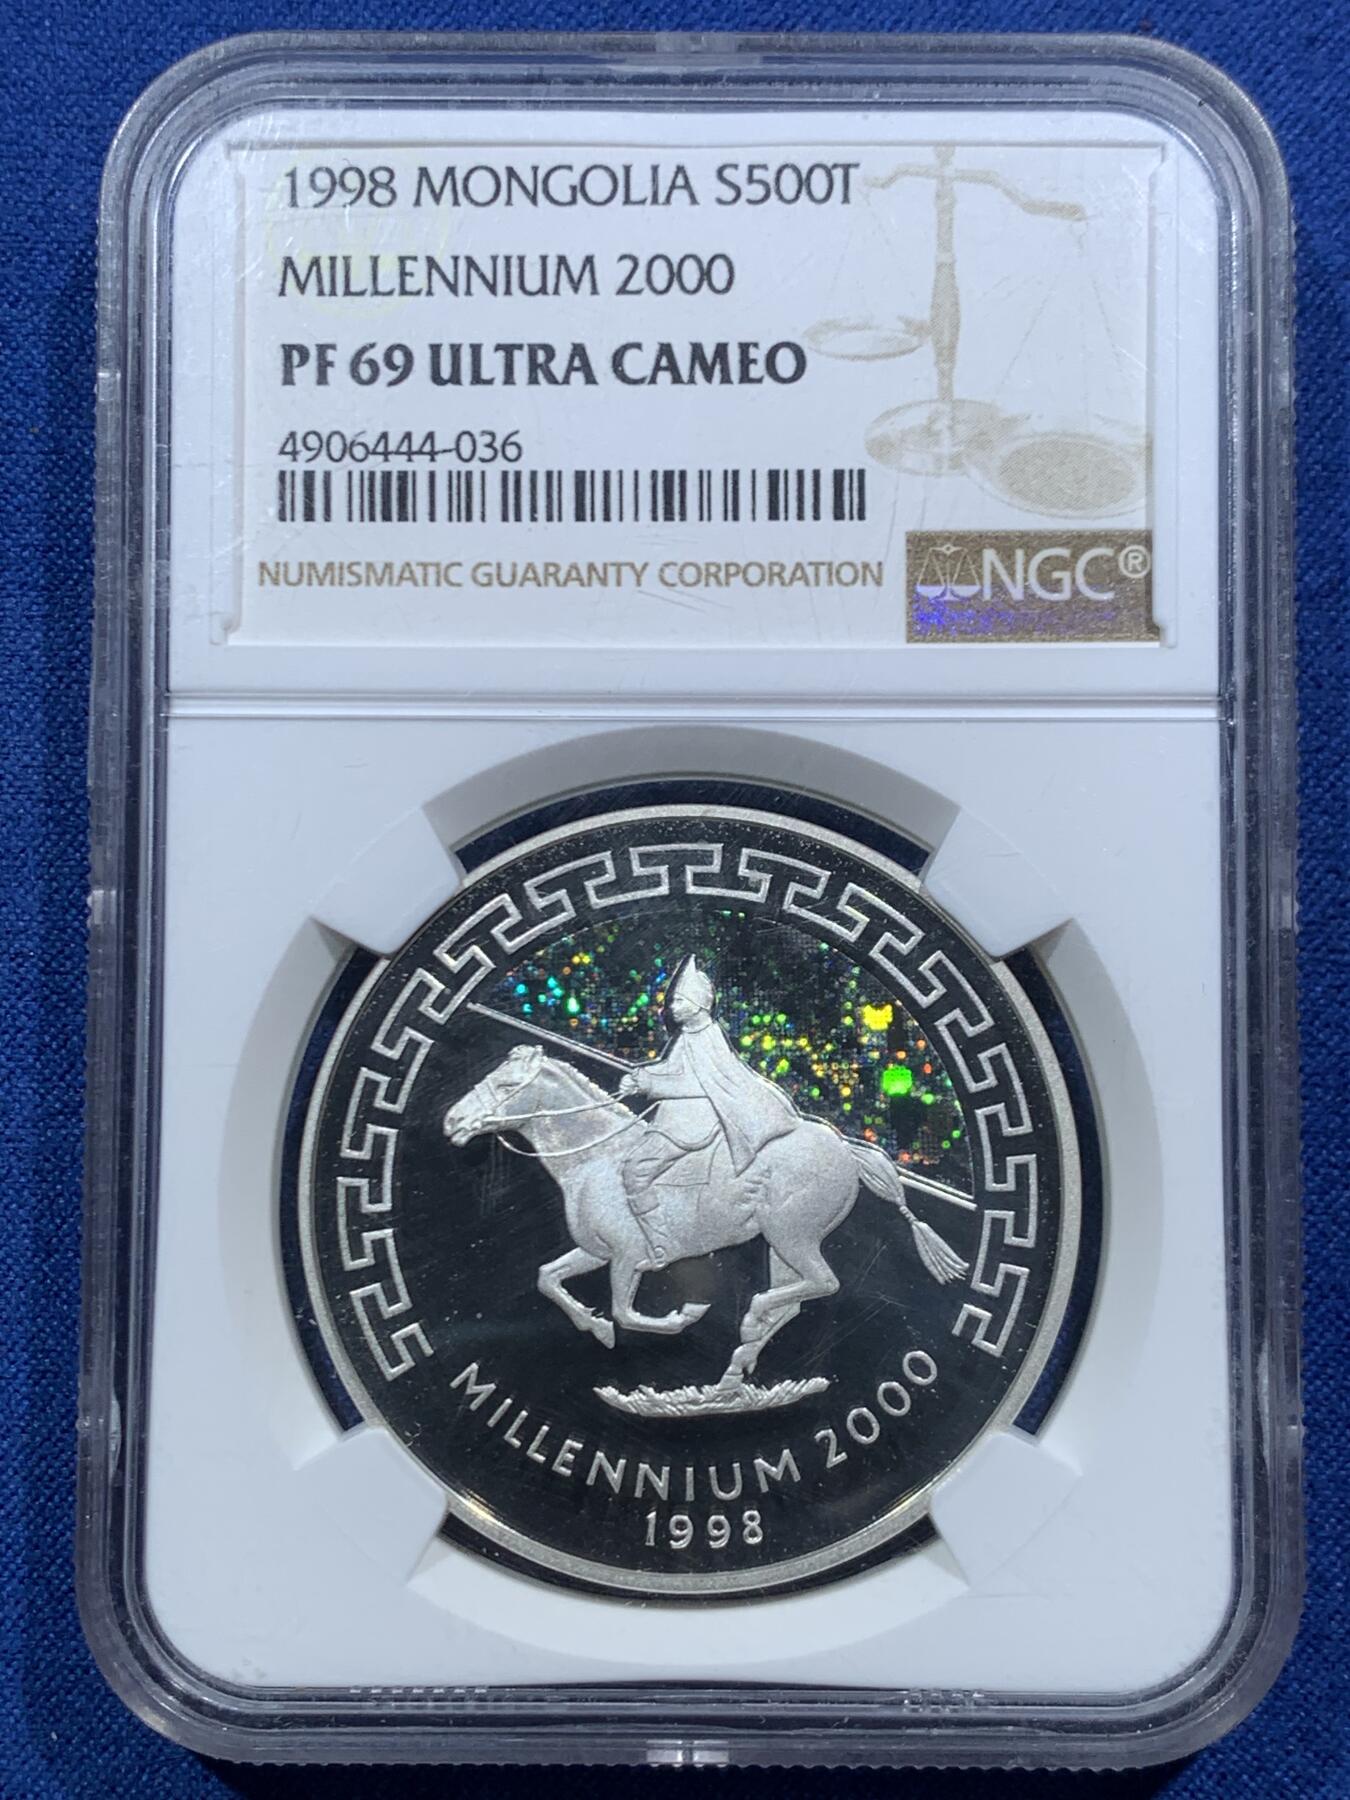 1998 MONGOLIA S500T
MILLENNIUM 2000
PF 69 ULTRA CAMEO
4906444-036
NUMISMATIC GUARANTY CORPORATION
NGC®
MILLENNIUM 2000
1998